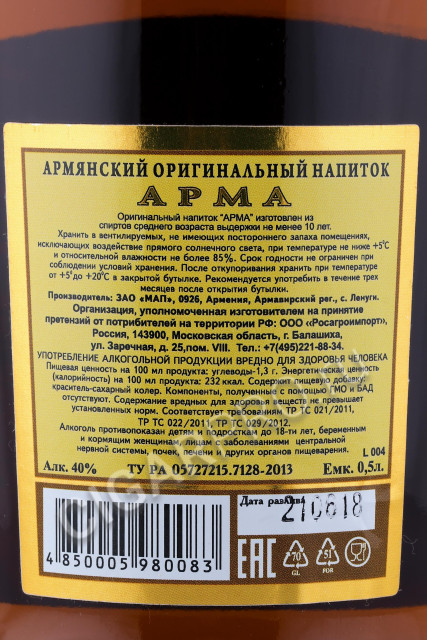 АРМЯНСКИЙ ОРИГИНАЛЬНЫЙ НАПИТОК
АРМА
Оригинальный напиток "АРМА" изготовлен из
спиртов среднего возраста выдержки не менее 10 лет.
Хранить в вентилируемых, не имеющих постороннего запаха помещениях,
исключающих воздействие прямого солнечного света, при температуре не ниже +5°C
и относительной влажности не более 85%. Срок годности не ограничен при
соблюдении условий хранения. После откупоривания хранить при температуре
от +5° до +20°C в закрытой бутылке. Рекомендуется употребить в течение трех
месяцев после открытия бутылки.
Производитель: ЗАО «МАП», 0926, Армения, Армавирский рег., с. Ленуги.
Организация, уполномоченная изготовителем на принятие
претензий от потребителей на территории РФ: ООО «Росагроимпорт»,
Россия, 143900, Московская область, г. Балашиха,
ул. Заречная, д. 25,пом. VIII. Тел.: +7(495)221-88-34.
УПОТРЕБЛЕНИЕ АЛКОГОЛЬНОЙ ПРОДУКЦИИ ВРЕДНО ДЛЯ ЗДОРОВЬЯ ЧЕЛОВЕКА
Пищевая ценность на 100 мл продукта: углеводы-1,3 г. Энергетическая ценность
(калорийность) на 100 мл продукта: 232 ккал. Содержит пищевую добавку:
краситель-сахарный колер. Компоненты, полученные с помощью ГМО и БАД
отсутствуют. Содержание вредных для здоровья веществ не превышает
установленных норм. Соответствует требованиям ТР ТС 021/2011,
ТР ТС 022/2011, ТР ТС 029/2012.
Алкоголь противопоказан детям и подросткам до 18-ти лет, беременным
и кормящим женщинам, лицам с заболеваниями центральной
нервной системы, почек, печени и других органов пищеварения.
L 004
Алк. 40% ТУ РА 05727215.7128-2013 Емк. 0,5л.
Дата разлива
210618
4 850005 980083
EAC
70
GL
51
FOR
CIGARPRO.RU